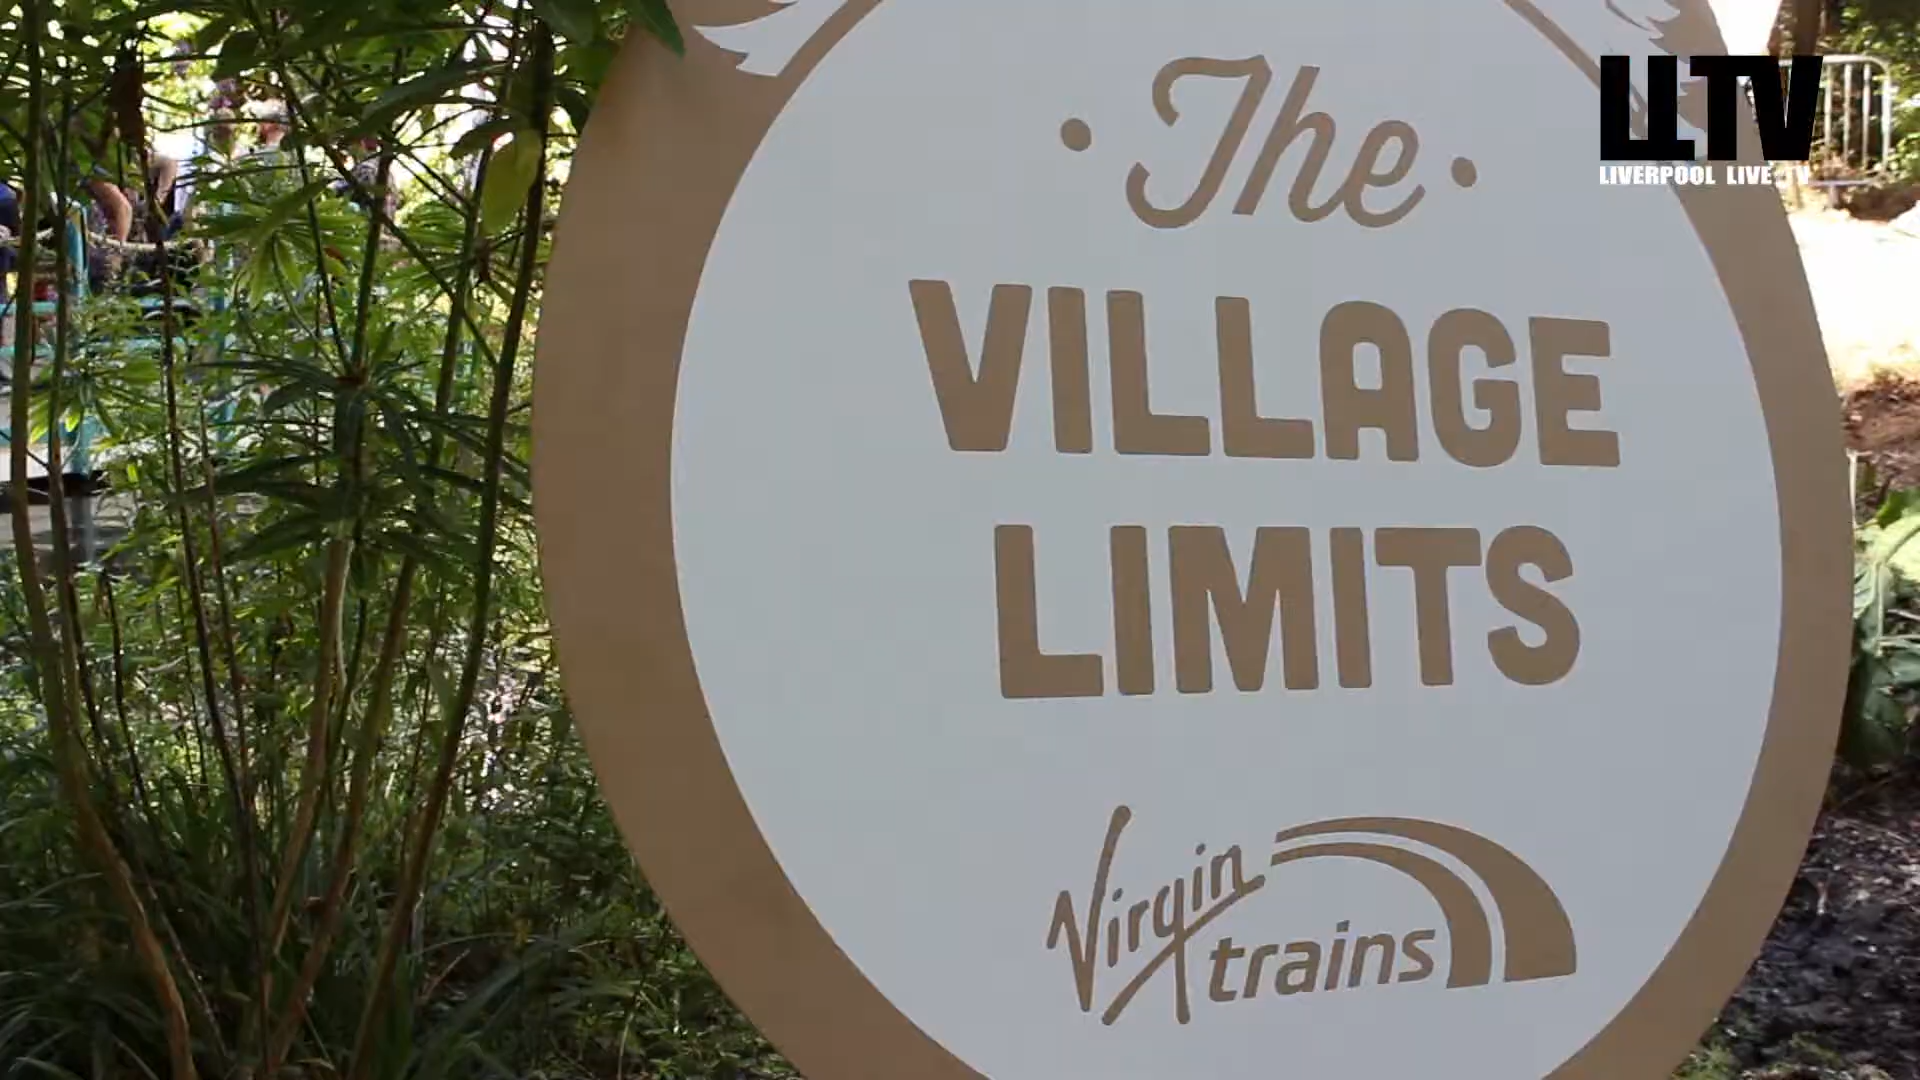 LLTV
LIVERPOOL LIVE TV
• The •
VILLAGE
LIMITS
Virgin
trains